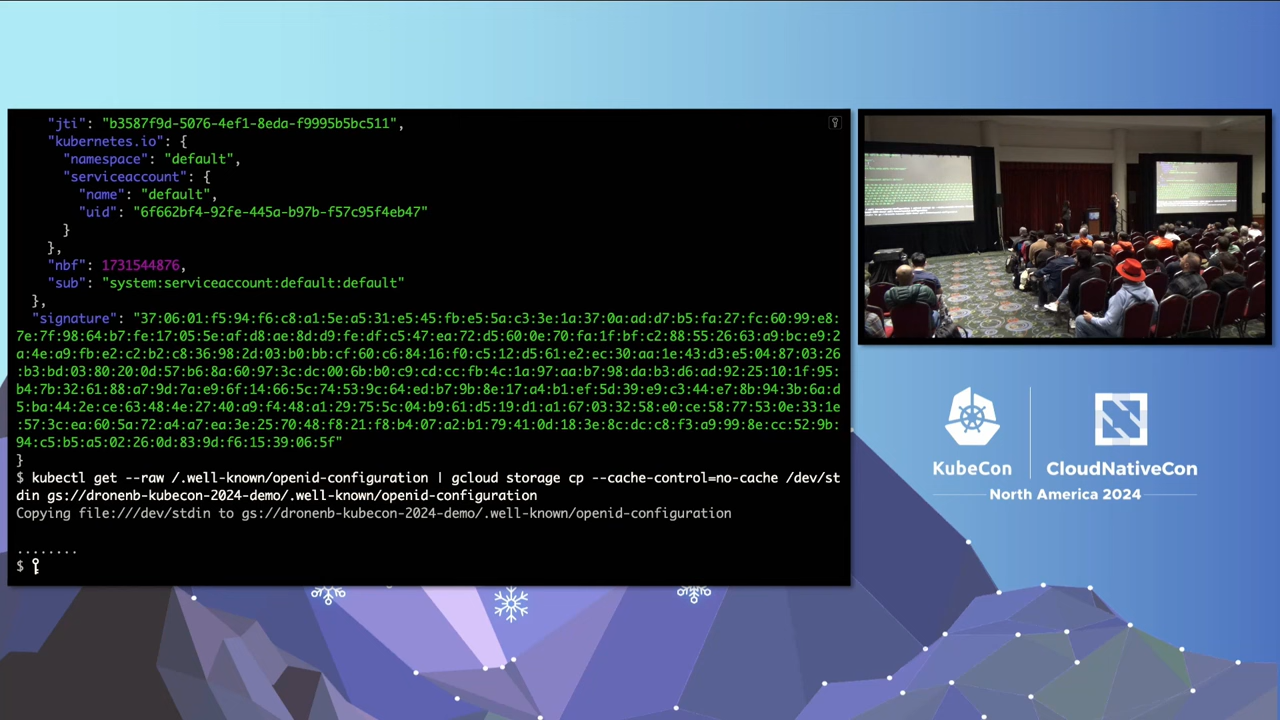 "jti": "b3587f9d-5076-4ef1-8eda-f9995b5bc511",
"kubernetes.io": {
"namespace": "default",
"serviceaccount": {
"name": "default",
"uid": "6f662bf4-92fe-445a-b97b-f57c95f4eb47"
}
},
"nbf": 1731544876,
"sub": "system:serviceaccount:default:default"
},
"signature": "37:06:01:f5:94:f6:c8:a1:5e:a5:31:e5:45:fb:e5:5a:c3:3e:1a:37:0a:ad:d7:b5:fa:27:fc:60:99:e8:
7e:7f:98:64:b7:fe:17:05:5e:af:d8:ae:8d:d9:fe:df:c5:47:ea:72:d5:60:0e:70:fa:1f:bf:c2:88:55:26:63:a9:bc:e9:2
a:4e:a9:fb:e2:c2:b2:c8:36:98:2d:03:b0:bb:cf:60:c6:84:16:f0:c5:12:d5:61:e2:ec:30:aa:1e:43:d3:e5:04:87:03:26
:b3:bd:03:80:20:0d:57:b6:8a:60:97:3c:dc:00:6b:b0:c9:cd:cc:fb:4c:1a:97:aa:b7:98:da:b3:d6:ad:92:25:10:1f:95:
b4:7b:32:61:88:a7:9d:7a:e9:6f:14:66:5c:74:53:9c:64:ed:b7:9b:8e:17:a4:b1:ef:5d:39:e9:c3:44:e7:8b:94:3b:6a:d
5:ba:44:2e:ce:63:48:4e:27:40:a9:f4:48:a1:29:75:5c:04:b9:61:d5:19:d1:a1:67:03:32:58:e0:ce:58:77:53:0e:33:1e
:57:3c:ea:60:5a:72:a4:a7:ea:3e:25:70:48:f8:21:f8:b4:07:a2:b1:79:41:0d:18:3e:8c:dc:c8:f3:a9:99:8e:cc:52:9b:
94:c5:b5:a5:02:26:0d:83:9d:f6:15:39:06:5f"
}
$ kubectl get --raw /.well-known/openid-configuration | gcloud storage cp --cache-control=no-cache /dev/st
din gs://dronenb-kubecon-2024-demo/.well-known/openid-configuration
Copying file:///dev/stdin to gs://dronenb-kubecon-2024-demo/.well-known/openid-configuration
........
$
KubeCon
CloudNativeCon
North America 2024